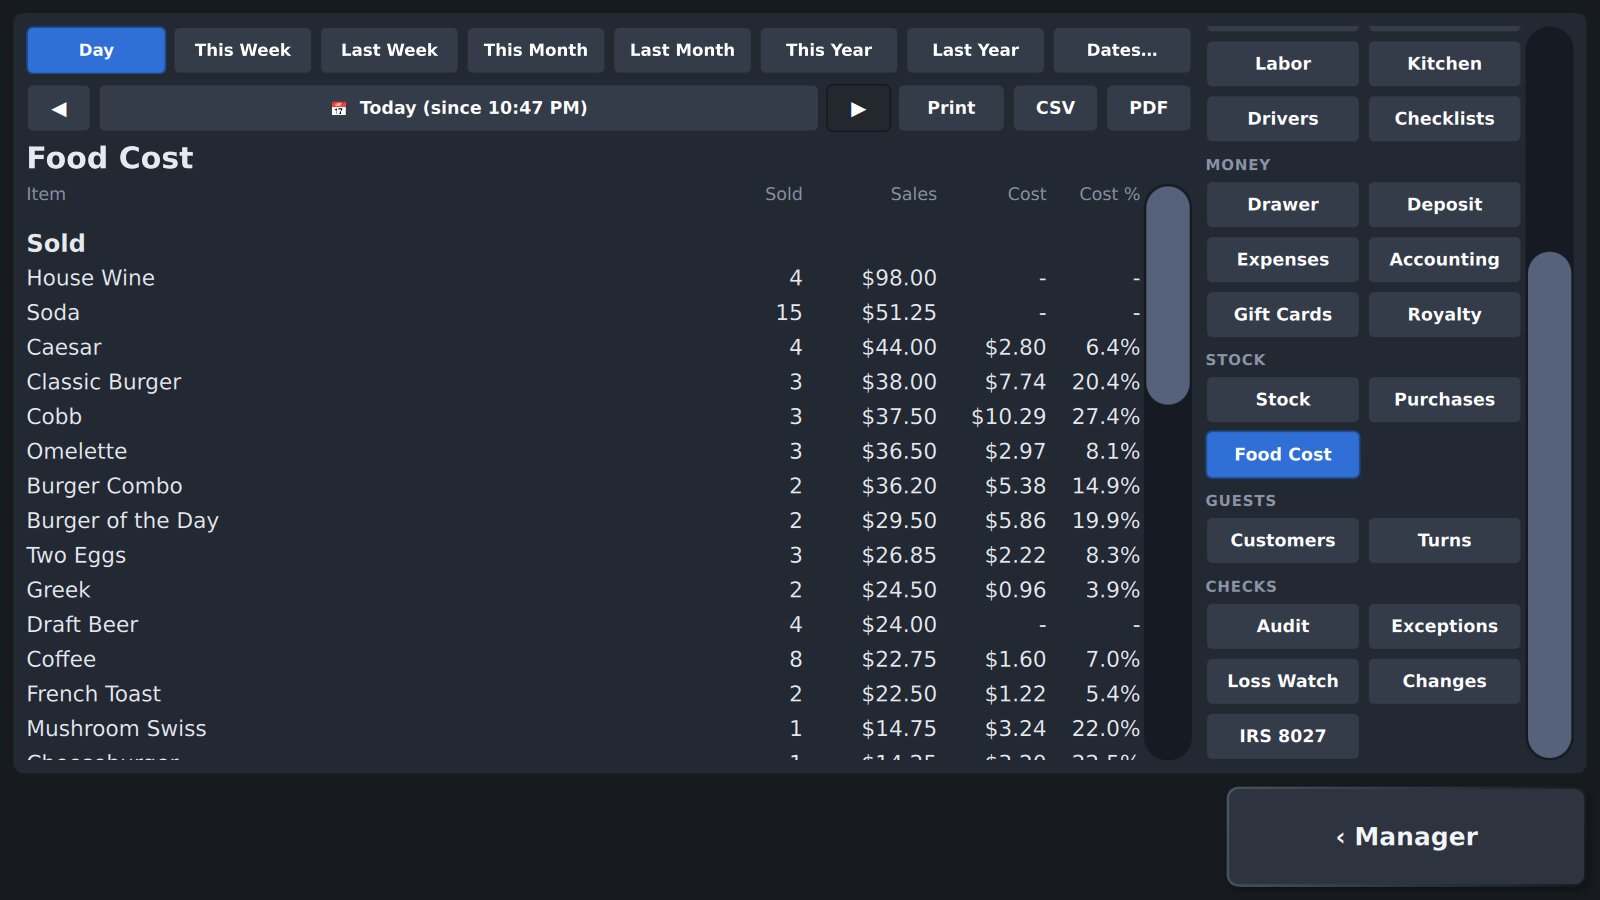 Day This Week Last Week This Month Last Month This Year Last Year Dates...
◀ 📅 Today (since 10:47 PM) ▶ Print CSV PDF
Food Cost
Item Sold Sales Cost Cost %
Sold
House Wine 4 $98.00 - -
Soda 15 $51.25 - -
Caesar 4 $44.00 $2.80 6.4%
Classic Burger 3 $38.00 $7.74 20.4%
Cobb 3 $37.50 $10.29 27.4%
Omelette 3 $36.50 $2.97 8.1%
Burger Combo 2 $36.20 $5.38 14.9%
Burger of the Day 2 $29.50 $5.86 19.9%
Two Eggs 3 $26.85 $2.22 8.3%
Greek 2 $24.50 $0.96 3.9%
Draft Beer 4 $24.00 - -
Coffee 8 $22.75 $1.60 7.0%
French Toast 2 $22.50 $1.22 5.4%
Mushroom Swiss 1 $14.75 $3.24 22.0%
Labor Kitchen
Drivers Checklists
MONEY
Drawer Deposit
Expenses Accounting
Gift Cards Royalty
STOCK
Stock Purchases
Food Cost
GUESTS
Customers Turns
CHECKS
Audit Exceptions
Loss Watch Changes
IRS 8027
‹ Manager